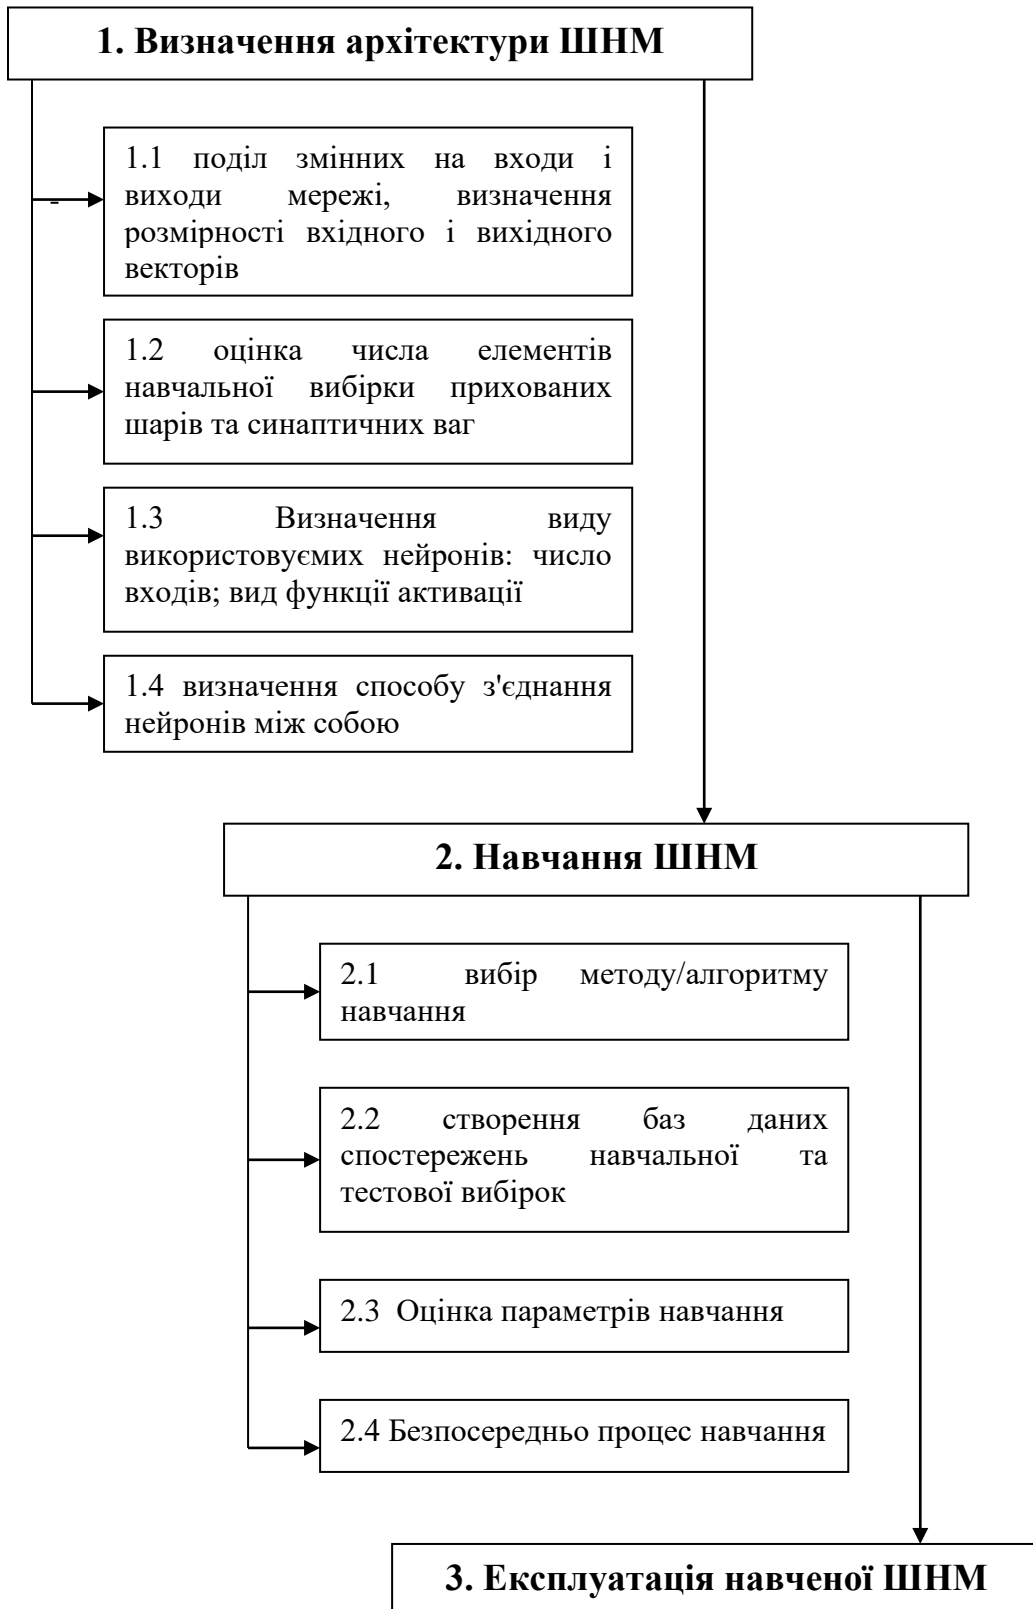 1. Визначення архітектури ШНМ
1.1 поділ змінних на входи і
виходи мережі, визначення
розмірності вхідного і вихідного
векторів
1.2 оцінка числа елементів
навчальної вибірки прихованих
шарів та синаптичних ваг
1.3 Визначення виду
використовуємих нейронів: число
входів; вид функції активації
1.4 визначення способу з'єднання
нейронів між собою
2. Навчання ШНМ
2.1 вибір методу/алгоритму
навчання
2.2 створення баз даних
спостережень навчальної та
тестової вибірок
2.3 Оцінка параметрів навчання
2.4 Безпосередньо процес навчання
3. Експлуатація навченої ШНМ